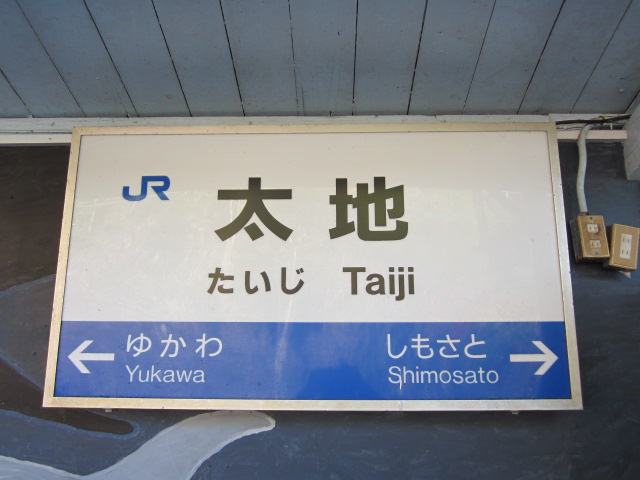 JR 太地
たいじ Taiji
← ゆかわ しもさと →
Yukawa Shimosato